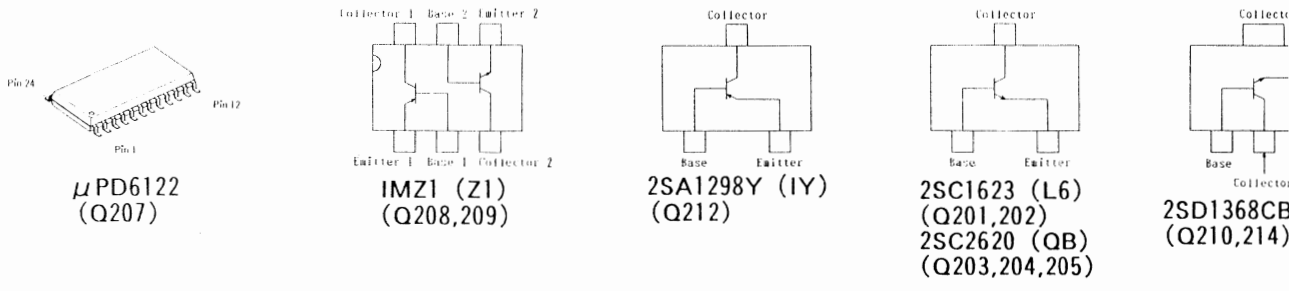 Collector 1 Base 2 Emitter 2
Collector
Collector
Collecto
Pin 24
Pin 12
Pin 1
Emitter 1 Base 1 Collector 2
Base Emitter
Base Emitter
Base
Collecto
μPD6122
(Q207)
IMZ1 (Z1)
(Q208,209)
2SA1298Y (IY)
(Q212)
2SC1623 (L6)
(Q201,202)
2SC2620 (QB)
(Q203,204,205)
2SD1368CB
(Q210,214)